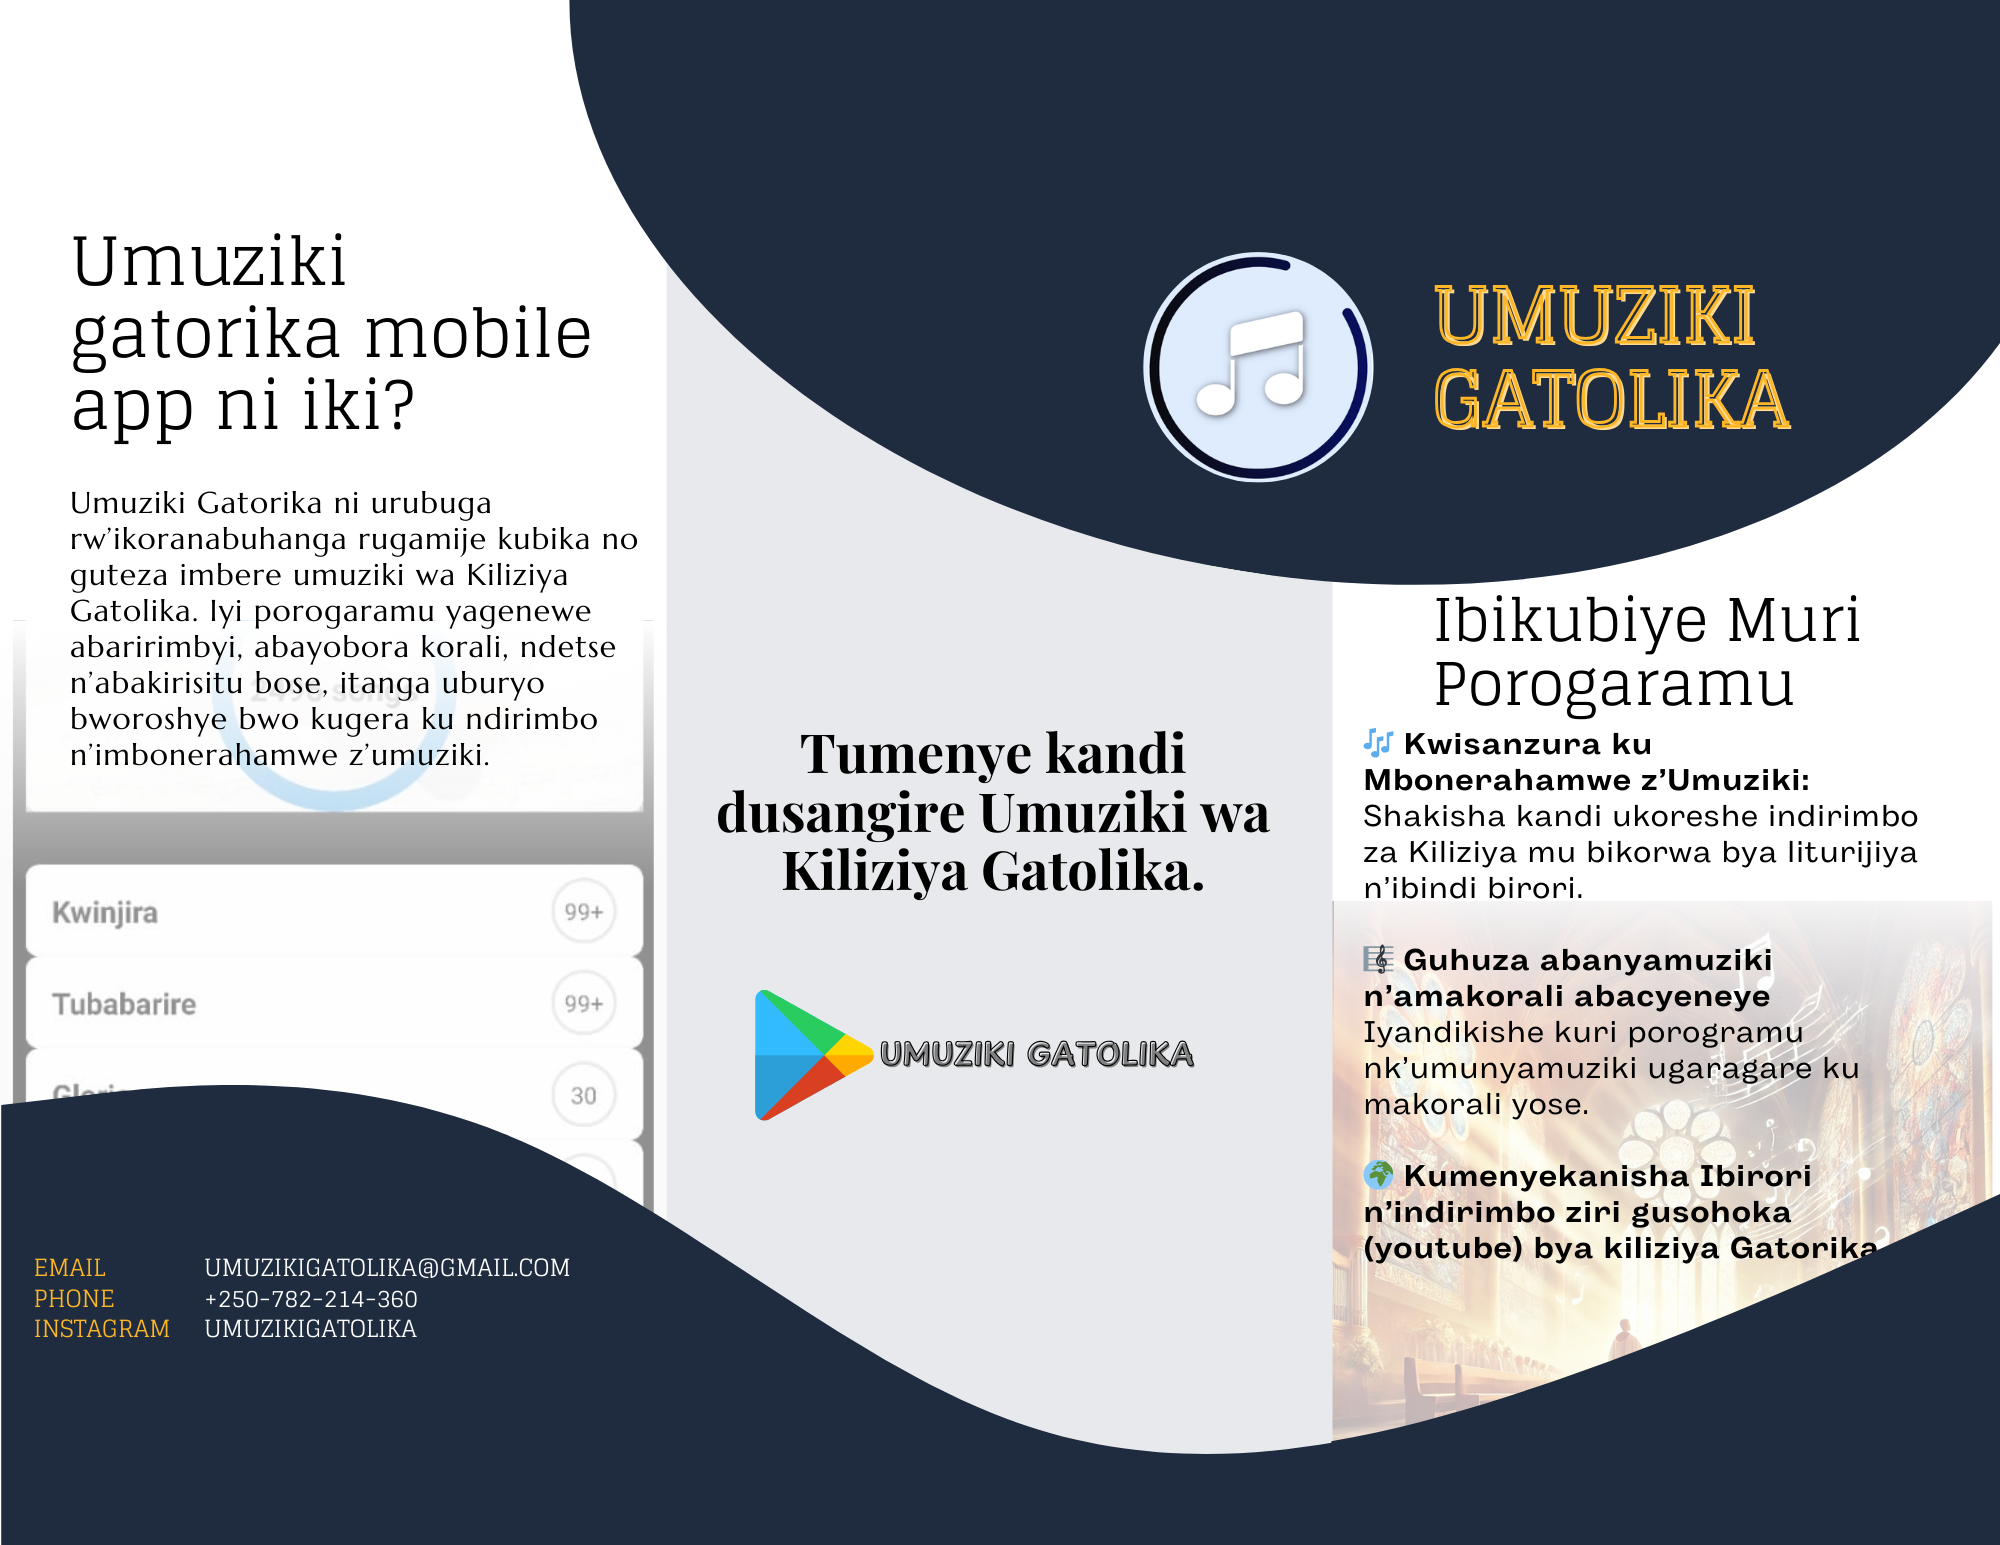 Umuziki
gatorika mobile
app ni iki?
Umuziki Gatorika ni urubuga
rw’ikoranabuhanga rugamije kubika no
guteza imbere umuziki wa Kiliziya
Gatolika. Iyi porogaramu yagenewe
abaririmbyi, abayobora korali, ndetse
n’abakirisitu bose, itanga uburyo
bworoshye bwo kugera ku ndirimbo
n’imbonerahamwe z’umuziki.
songs
Kwinjira 99+
Tubabarire 99+
30
EMAIL UMUZIKIGATOLIKA@GMAIL.COM
PHONE +250-782-214-360
INSTAGRAM UMUZIKIGATOLIKA
Tumenye kandi
dusangire Umuziki wa
Kiliziya Gatolika.
UMUZIKI GATOLIKA
UMUZIKI
GATOLIKA
Ibikubiye Muri
Porogaramu
🎶 Kwisanzura ku
Mbonerahamwe z’Umuziki:
Shakisha kandi ukoreshe indirimbo
za Kiliziya mu bikorwa bya liturijiya
n’ibindi birori.
🎼 Guhuza abanyamuziki
n’amakorali abacyeneye
Iyandikishe kuri porogramu
nk’umunyamuziki ugaragare ku
makorali yose.
🌍 Kumenyekanisha Ibirori
n’indirimbo ziri gusohoka
(youtube) bya kiliziya Gatorika